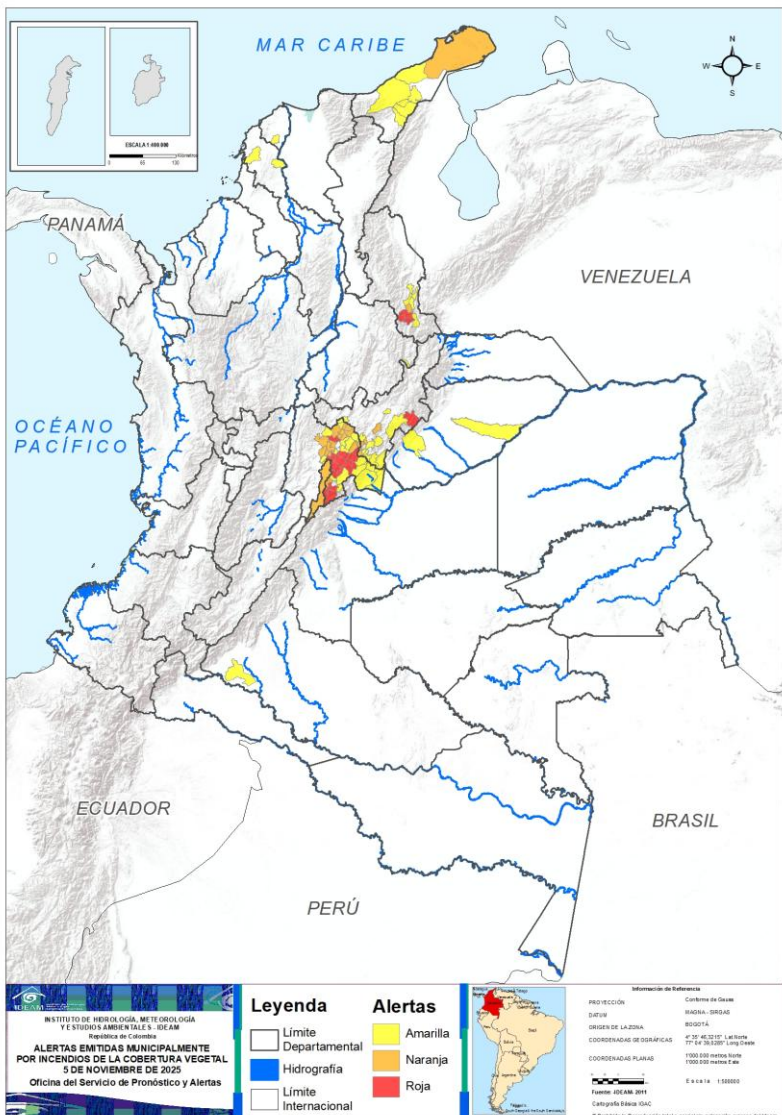 MAR CARIBE
N
W
E
S
ESCALA 1:400.000
PANAMÁ
VENEZUELA
OCÉANO
PACÍFICO
ECUADOR
BRASIL
PERÚ
IDEAM
INSTITUTO DE HIDROLOGÍA, METEOROLOGÍA
Y ESTUDIOS AMBIENTALES - IDEAM
República de Colombia
ALERTAS EMITIDAS MUNICIPALMENTE
POR INCENDIOS DE LA COBERTURA VEGETAL
5 DE NOVIEMBRE DE 2025
Oficina del Servicio de Pronóstico y Alertas
Leyenda
Límite
Departamental
Hidrografía
Límite
Internacional
Alertas
Amarilla
Naranja
Roja
Información de Referencia
PROYECCIÓN Conforme de Gauss
DATUM MAGNA - SIRGAS
ORIGEN DE LA ZONA BOGOTÁ
COORDENADAS GEOGRÁFICAS
COORDENADAS PLANAS 1'000.000 metros Norte
1'000.000 metros Este
Fuente: IDEAM 2011
Cartografía Básica IGAC